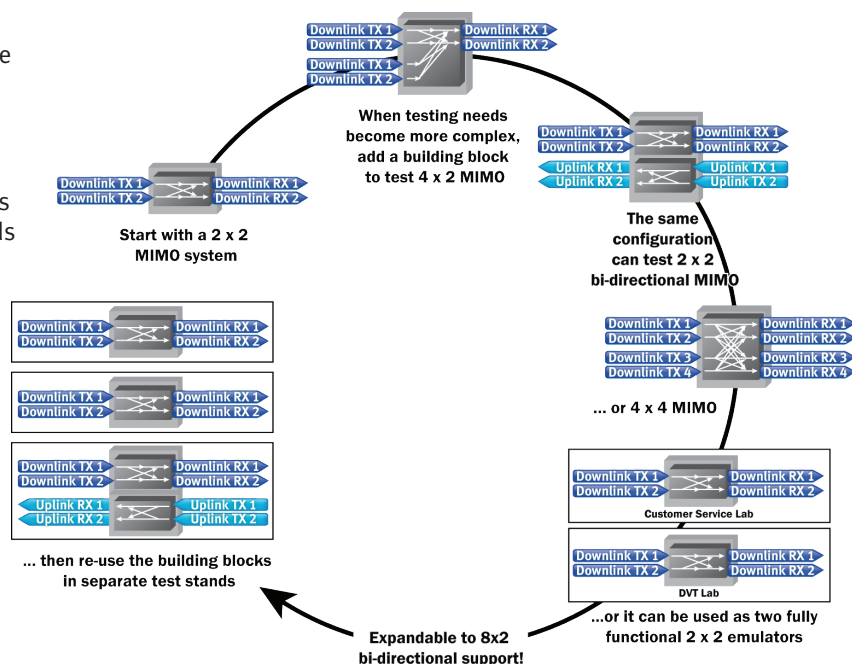 e
s
ls
Downlink TX 1
Downlink RX 1
Downlink TX 2
Downlink RX 2
Start with a 2 x 2
MIMO system
Downlink TX 1
Downlink RX 1
Downlink TX 2
Downlink RX 2
Downlink TX 1
Downlink TX 2
When testing needs
become more complex,
add a building block
to test 4 x 2 MIMO
Downlink TX 1
Downlink RX 1
Downlink TX 2
Downlink RX 2
Uplink RX 1
Uplink TX 1
Uplink RX 2
Uplink TX 2
The same
configuration
can test 2 x 2
bi-directional MIMO
Downlink TX 1
Downlink RX 1
Downlink TX 2
Downlink RX 2
Downlink TX 3
Downlink RX 3
Downlink TX 4
Downlink RX 4
... or 4 x 4 MIMO
Downlink TX 1
Downlink RX 1
Downlink TX 2
Downlink RX 2
Customer Service Lab
Downlink TX 1
Downlink RX 1
Downlink TX 2
Downlink RX 2
DVT Lab
...or it can be used as two fully
functional 2 x 2 emulators
Expandable to 8x2
bi-directional support!
Downlink TX 1
Downlink RX 1
Downlink TX 2
Downlink RX 2
Downlink TX 1
Downlink RX 1
Downlink TX 2
Downlink RX 2
Downlink TX 1
Downlink RX 1
Downlink TX 2
Downlink RX 2
Uplink RX 1
Uplink TX 1
Uplink RX 2
Uplink TX 2
... then re-use the building blocks
in separate test stands